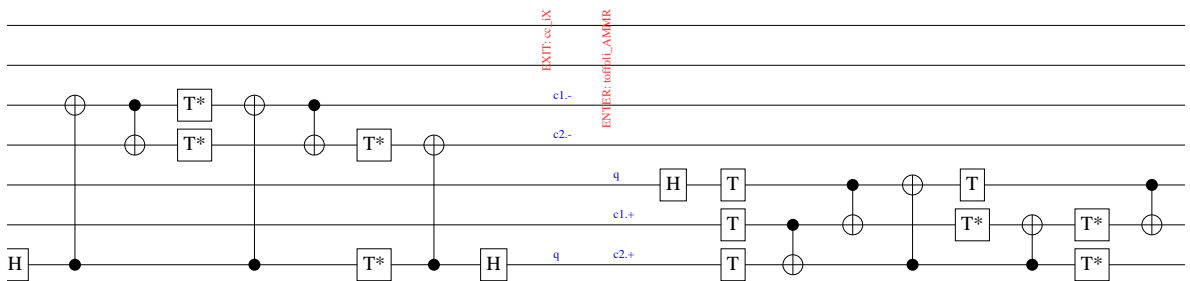 EXIT: cc_iX
ENTER: toffoli_AMMR
c1.-
T*
c2.-
T* T*
q
H T T
c1.+
T T* T*
q c2.+
H T* H T T*